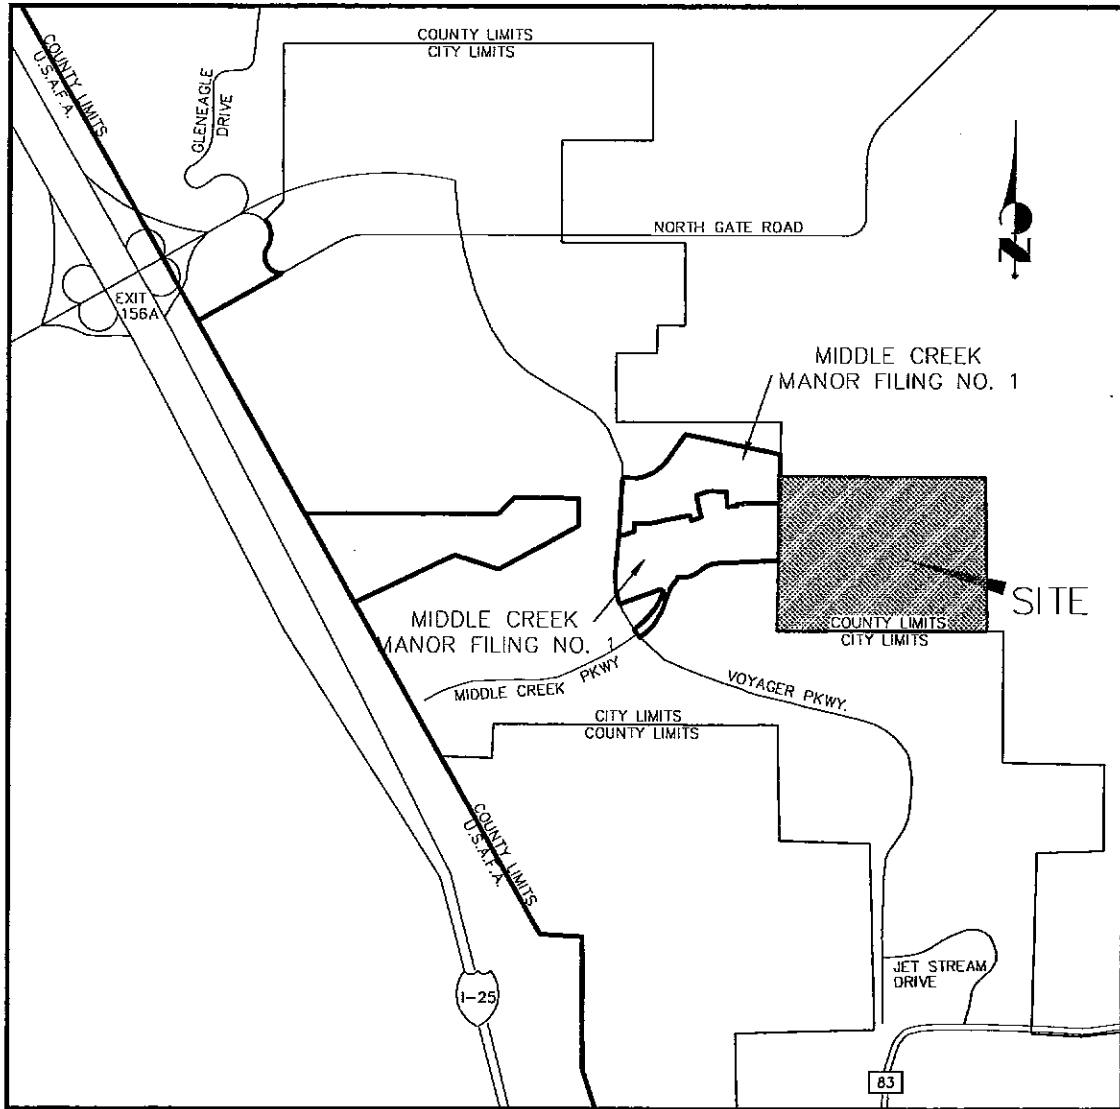 COUNTY LIMITS
CITY LIMITS
COUNTY LIMITS
U.S.A.F.A.
GLENEAGLE
DRIVE
NORTH GATE ROAD
N
EXIT
156A
MIDDLE CREEK
MANOR FILING NO. 1
SITE
COUNTY LIMITS
CITY LIMITS
MIDDLE CREEK
MANOR FILING NO. 1
MIDDLE CREEK PKWY
VOYAGER PKWY.
CITY LIMITS
COUNTY LIMITS
COUNTY LIMITS
U.S.A.F.A.
JET STREAM
DRIVE
I-25
83